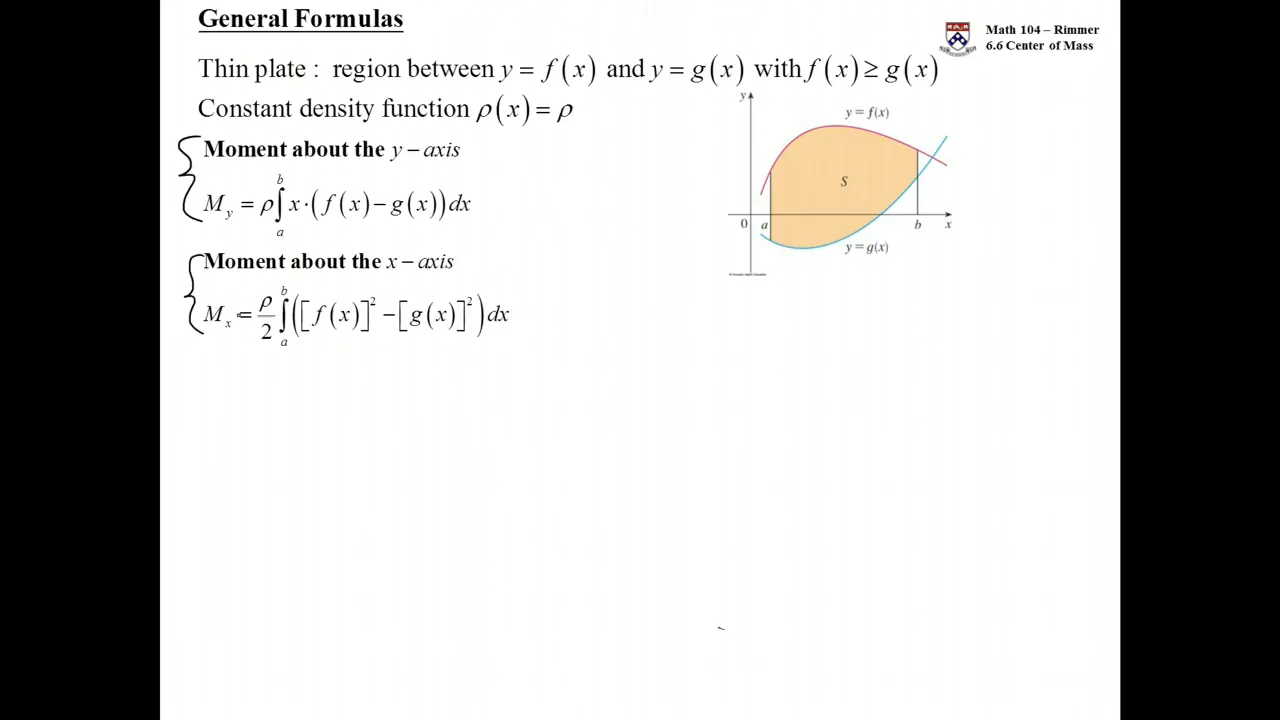 General Formulas
Math 104 – Rimmer
6.6 Center of Mass
Thin plate : region between y = f(x) and y = g(x) with f(x) ≥ g(x)
Constant density function ρ(x) = ρ
Moment about the y – axis
M_y = ρ∫_a^b x·(f(x) – g(x))dx
Moment about the x – axis
M_x = ρ/2 ∫_a^b ([f(x)]^2 – [g(x)]^2)dx
y
y = f(x)
S
0 a b x
y = g(x)